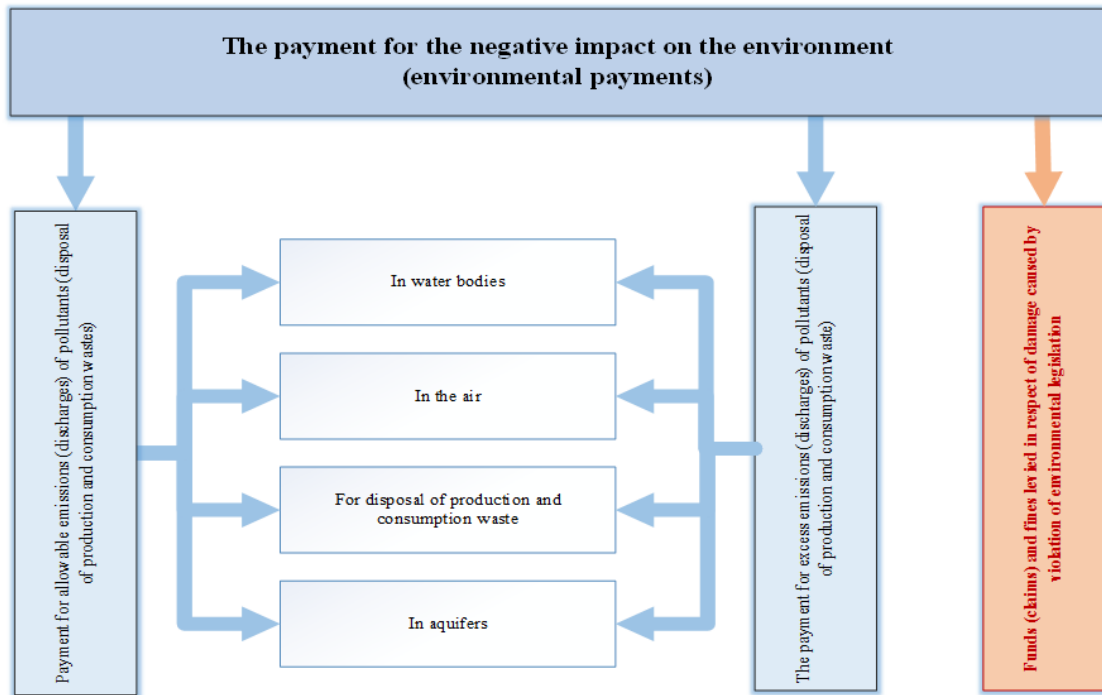 The payment for the negative impact on the environment
(environmental payments)
Payment for allowable emissions (discharges) of pollutants (disposal
of production and consumption wastes)
In water bodies
In the air
For disposal of production and
consumption waste
In aquifers
The payment for excess emissions (discharges) of pollutants (disposal
of production and consumption waste)
Funds (claims) and fines levied in respect of damage caused by
violation of environmental legislation